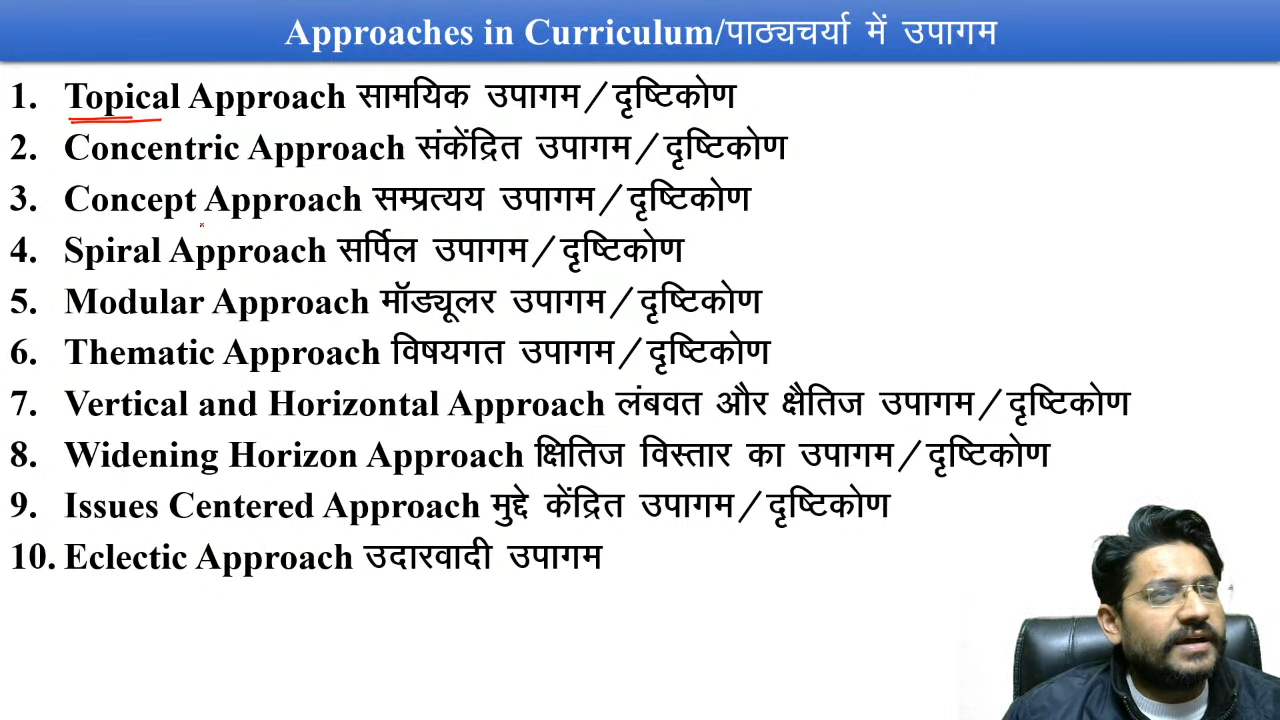 Approaches in Curriculum/पाठ्यचर्या में उपागम
1. Topical Approach सामयिक उपागम/दृष्टिकोण
2. Concentric Approach संकेंद्रित उपागम/दृष्टिकोण
3. Concept Approach सम्प्रत्यय उपागम/दृष्टिकोण
4. Spiral Approach सर्पिल उपागम/दृष्टिकोण
5. Modular Approach मॉड्यूलर उपागम/दृष्टिकोण
6. Thematic Approach विषयगत उपागम/दृष्टिकोण
7. Vertical and Horizontal Approach लंबवत और क्षैतिज उपागम/दृष्टिकोण
8. Widening Horizon Approach क्षितिज विस्तार का उपागम/दृष्टिकोण
9. Issues Centered Approach मुद्दे केंद्रित उपागम/दृष्टिकोण
10. Eclectic Approach उदारवादी उपागम